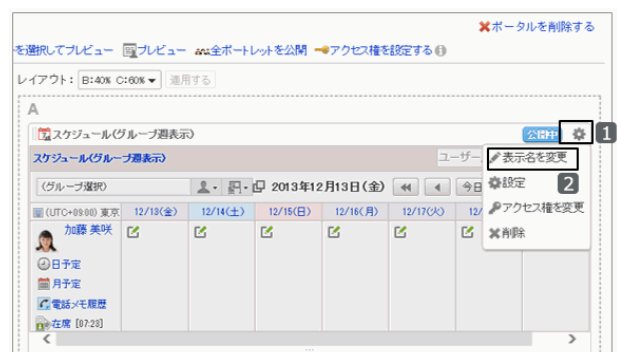 ✖ポータルを削除する
を選択してプレビュー プレビュー 全ポートレットを公開 アクセス権を設定する
レイアウト: B:40% C:60%▼ 適用する
A
スケジュール(グループ週表示) 公開中 1
スケジュール(グループ週表示) ユーザー 表示名を変更
(グループ選択) 2013年12月13日(金) 今日 設定 2
(UTC+09:00) 東京 12/13(金) 12/14(土) 12/15(日) 12/16(月) 12/17(火) 12/ アクセス権を変更
加藤 美咲 削除
日予定
月予定
電話メモ履歴
在席 [07:23]